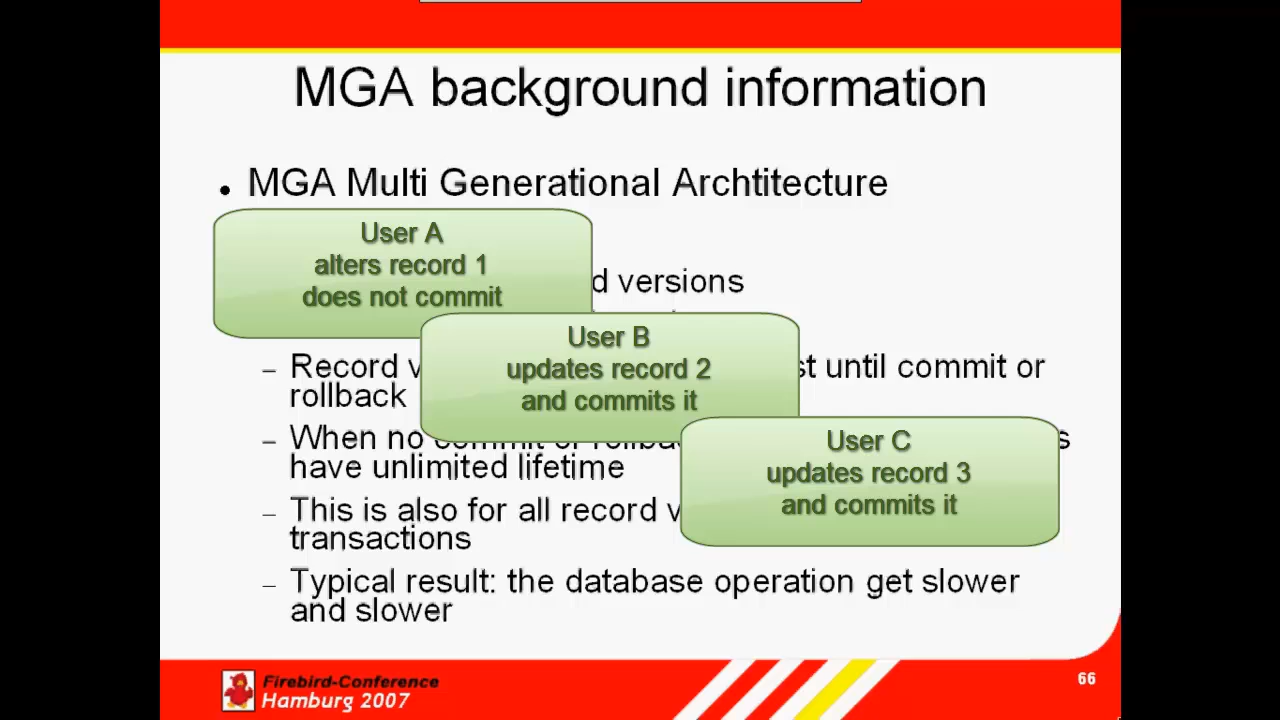 MGA background information
• MGA Multi Generational Archtitecture
User A
alters record 1
does not commit
d versions
User B
updates record 2
and commits it
– Record v st until commit or
rollback
– When no commit or rollba s
have unlimited lifetime
User C
updates record 3
and commits it
– This is also for all record v
transactions
– Typical result: the database operation get slower
and slower
Firebird-Conference
Hamburg 2007
66